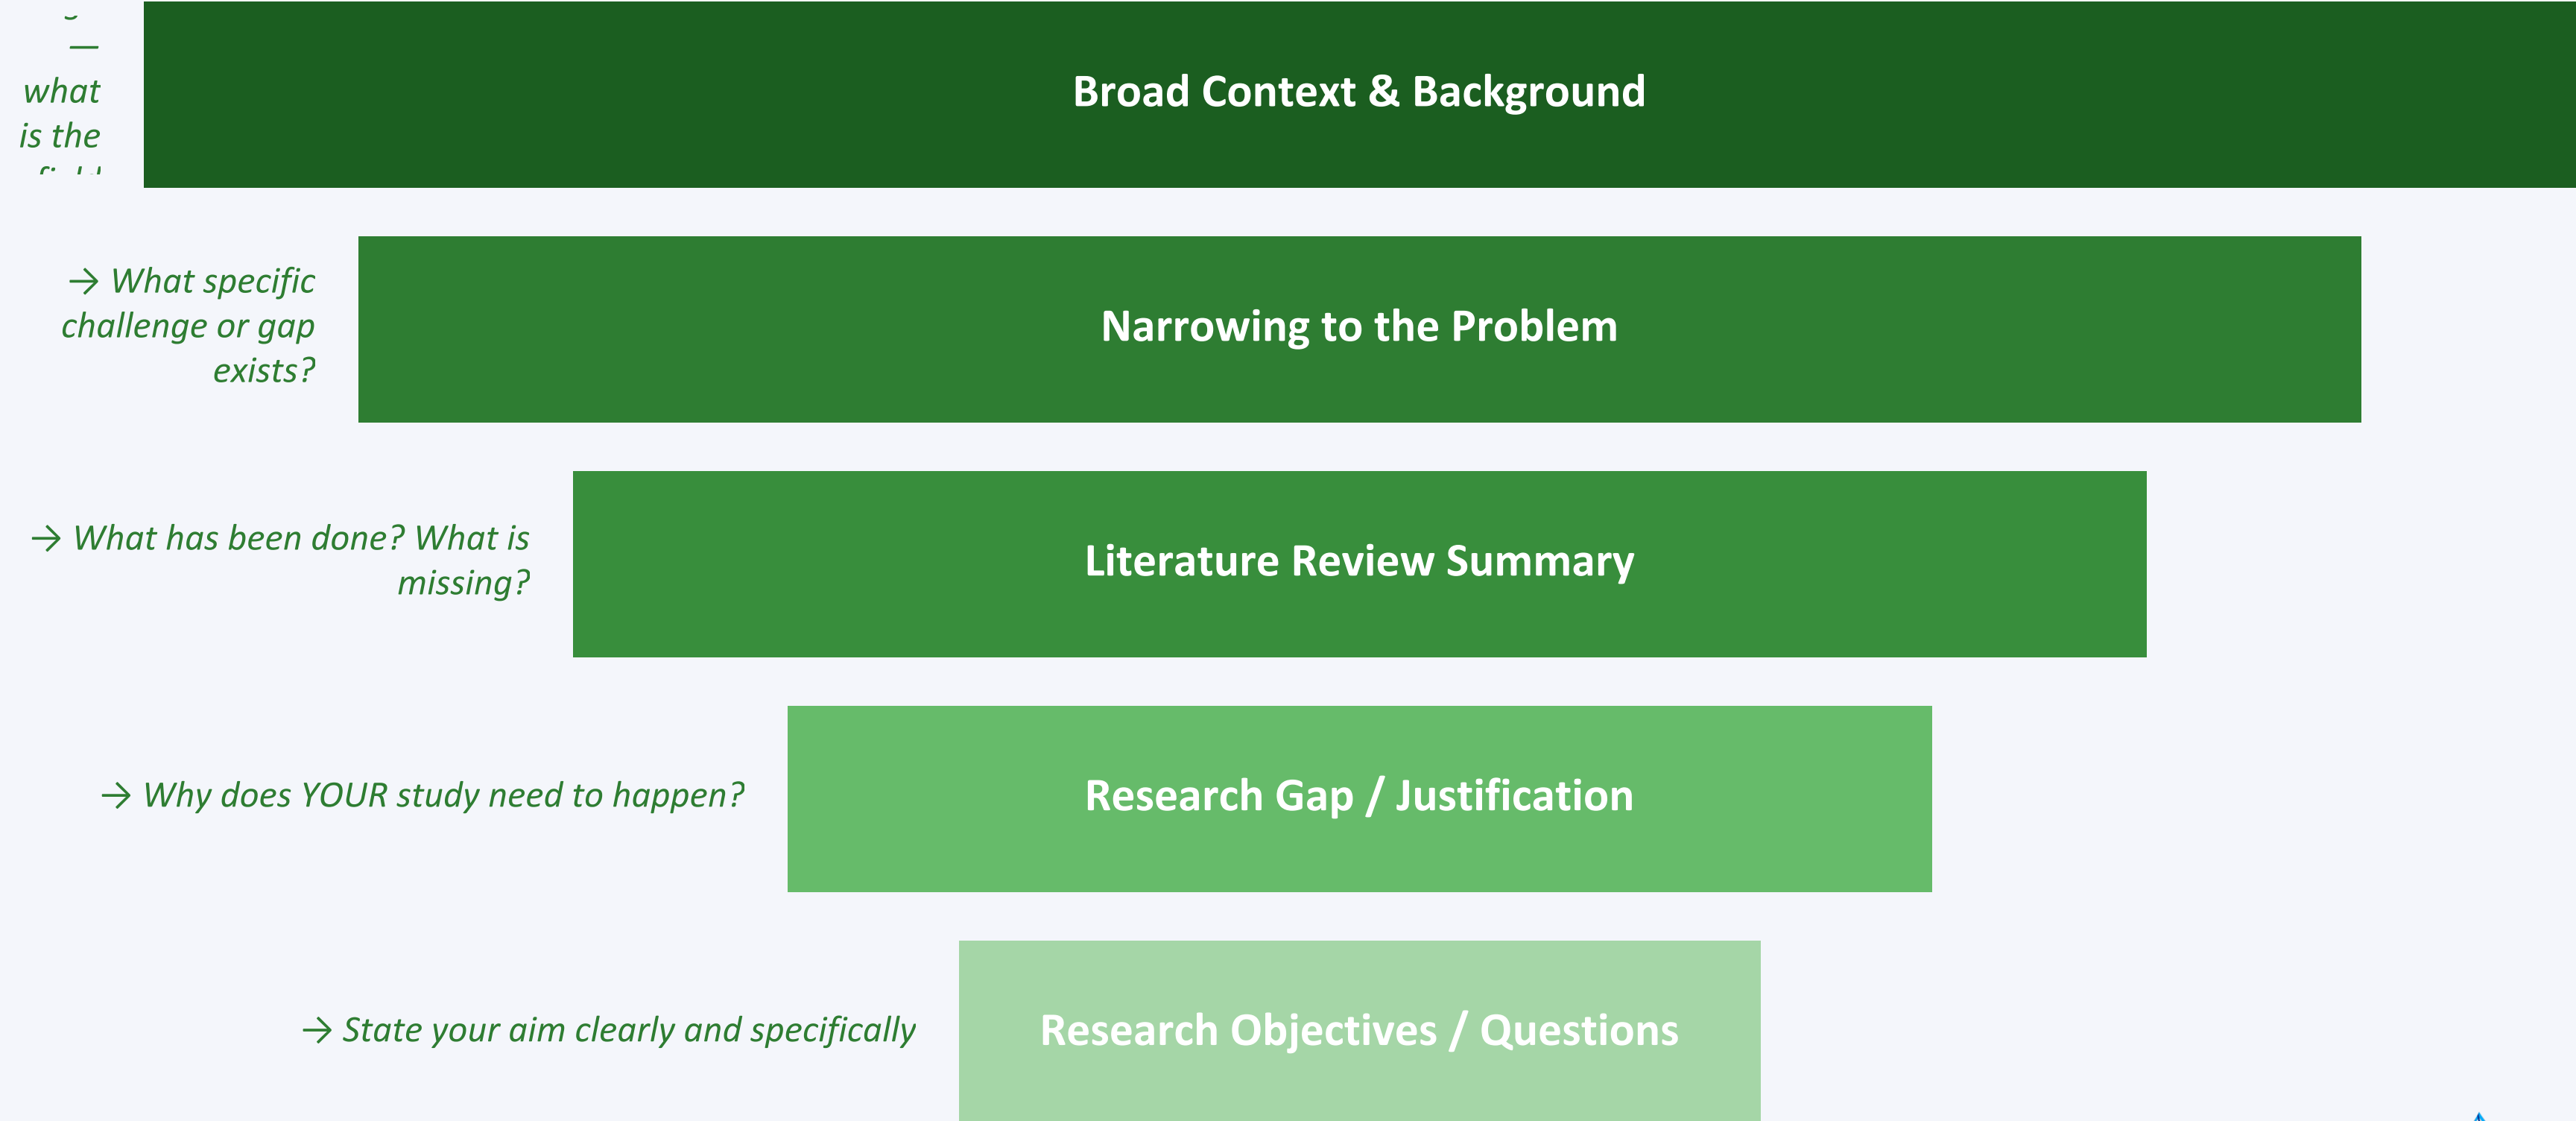 —
what
is the
Broad Context & Background
→ What specific
challenge or gap
exists?
Narrowing to the Problem
→ What has been done? What is
missing?
Literature Review Summary
→ Why does YOUR study need to happen?
Research Gap / Justification
→ State your aim clearly and specifically
Research Objectives / Questions